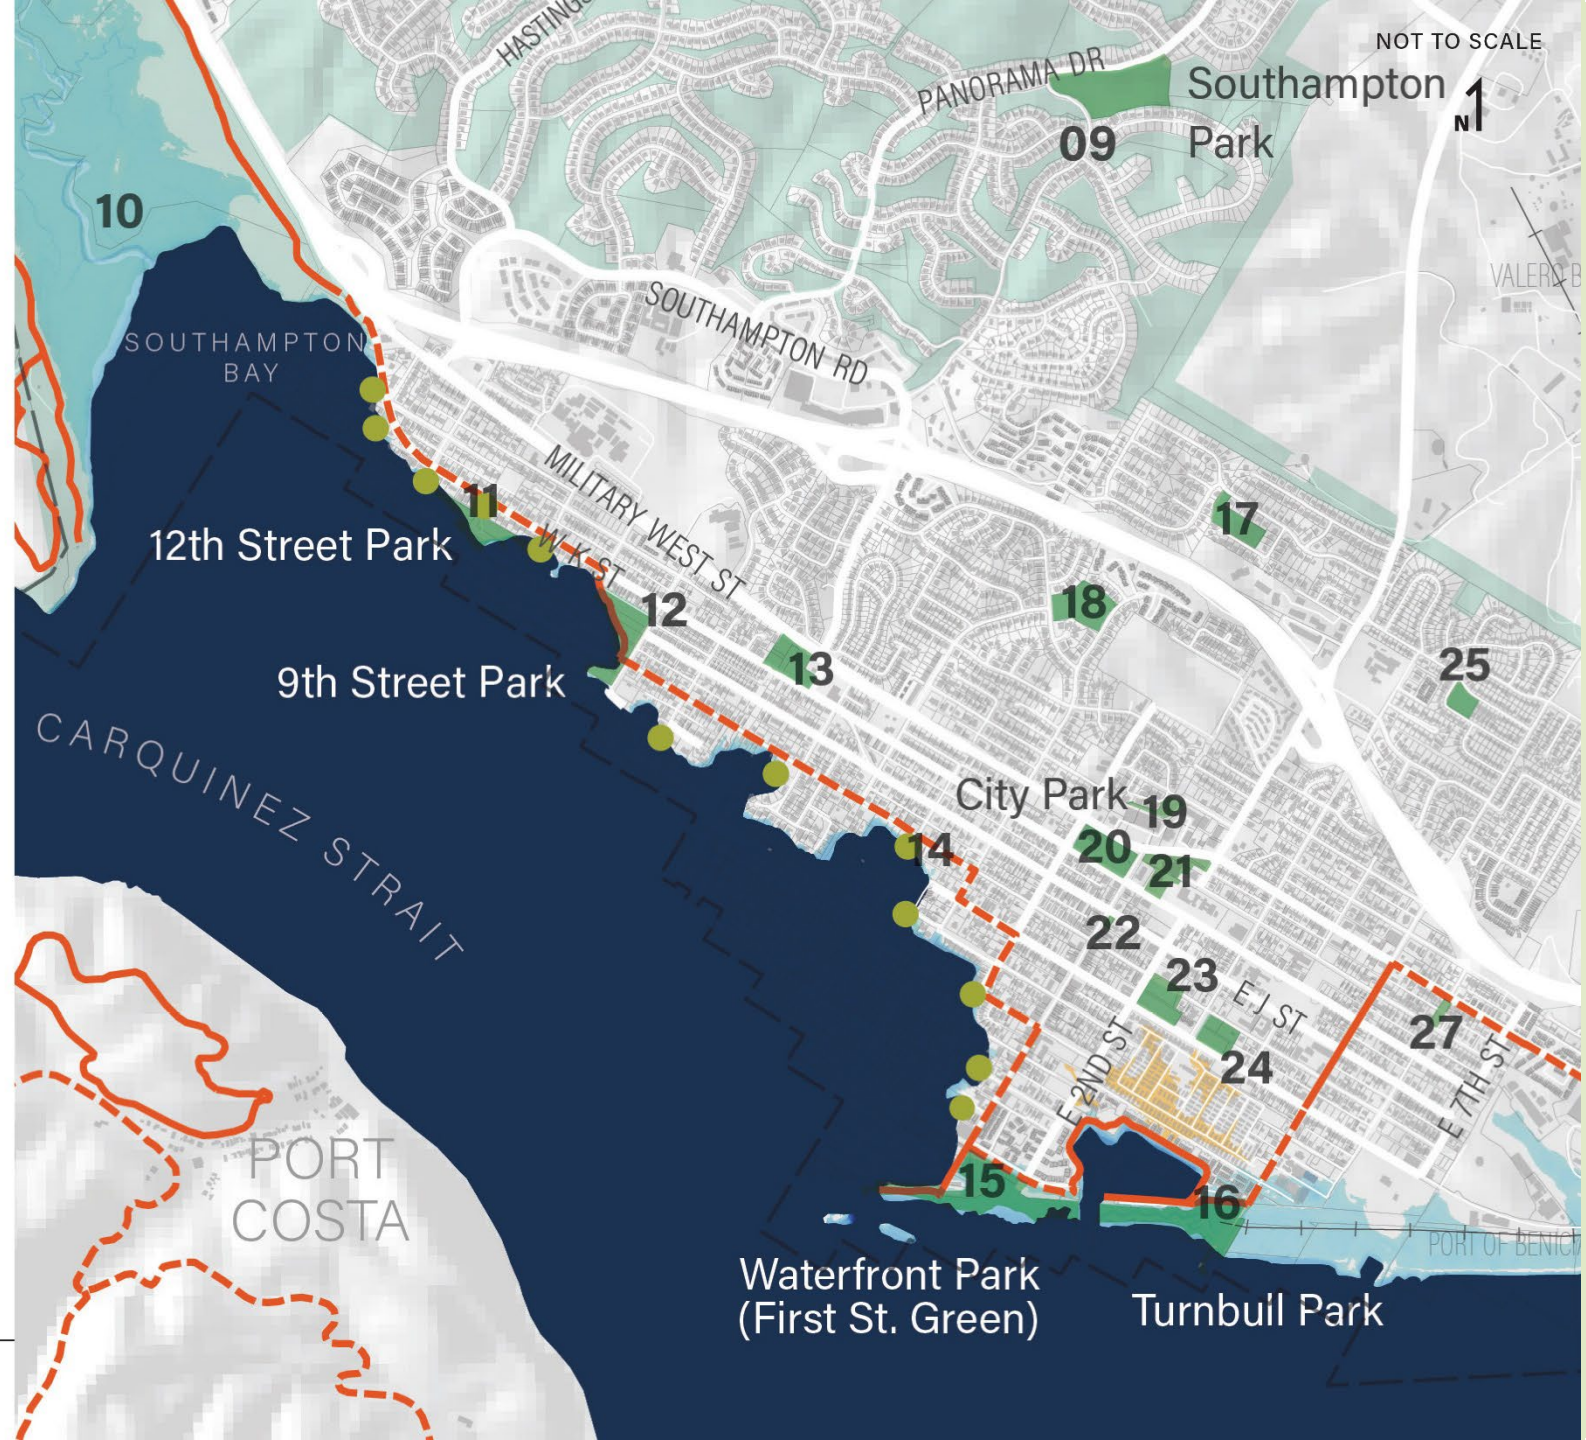 HASTINGS
PANORAMA DR
NOT TO SCALE
Southampton
Park
N
09
10
SOUTHAMPTON
BAY
SOUTHAMPTON RD
VALERO B
MILITARY WEST ST
11
12th Street Park
W K ST
12
17
18
13
25
9th Street Park
CARQUINEZ STRAIT
City Park
19
20
21
14
22
23
E J ST
24
27
E 2ND ST
E 7TH ST
PORT
COSTA
15
16
PORT OF BENICI
Waterfront Park
(First St. Green)
Turnbull Park